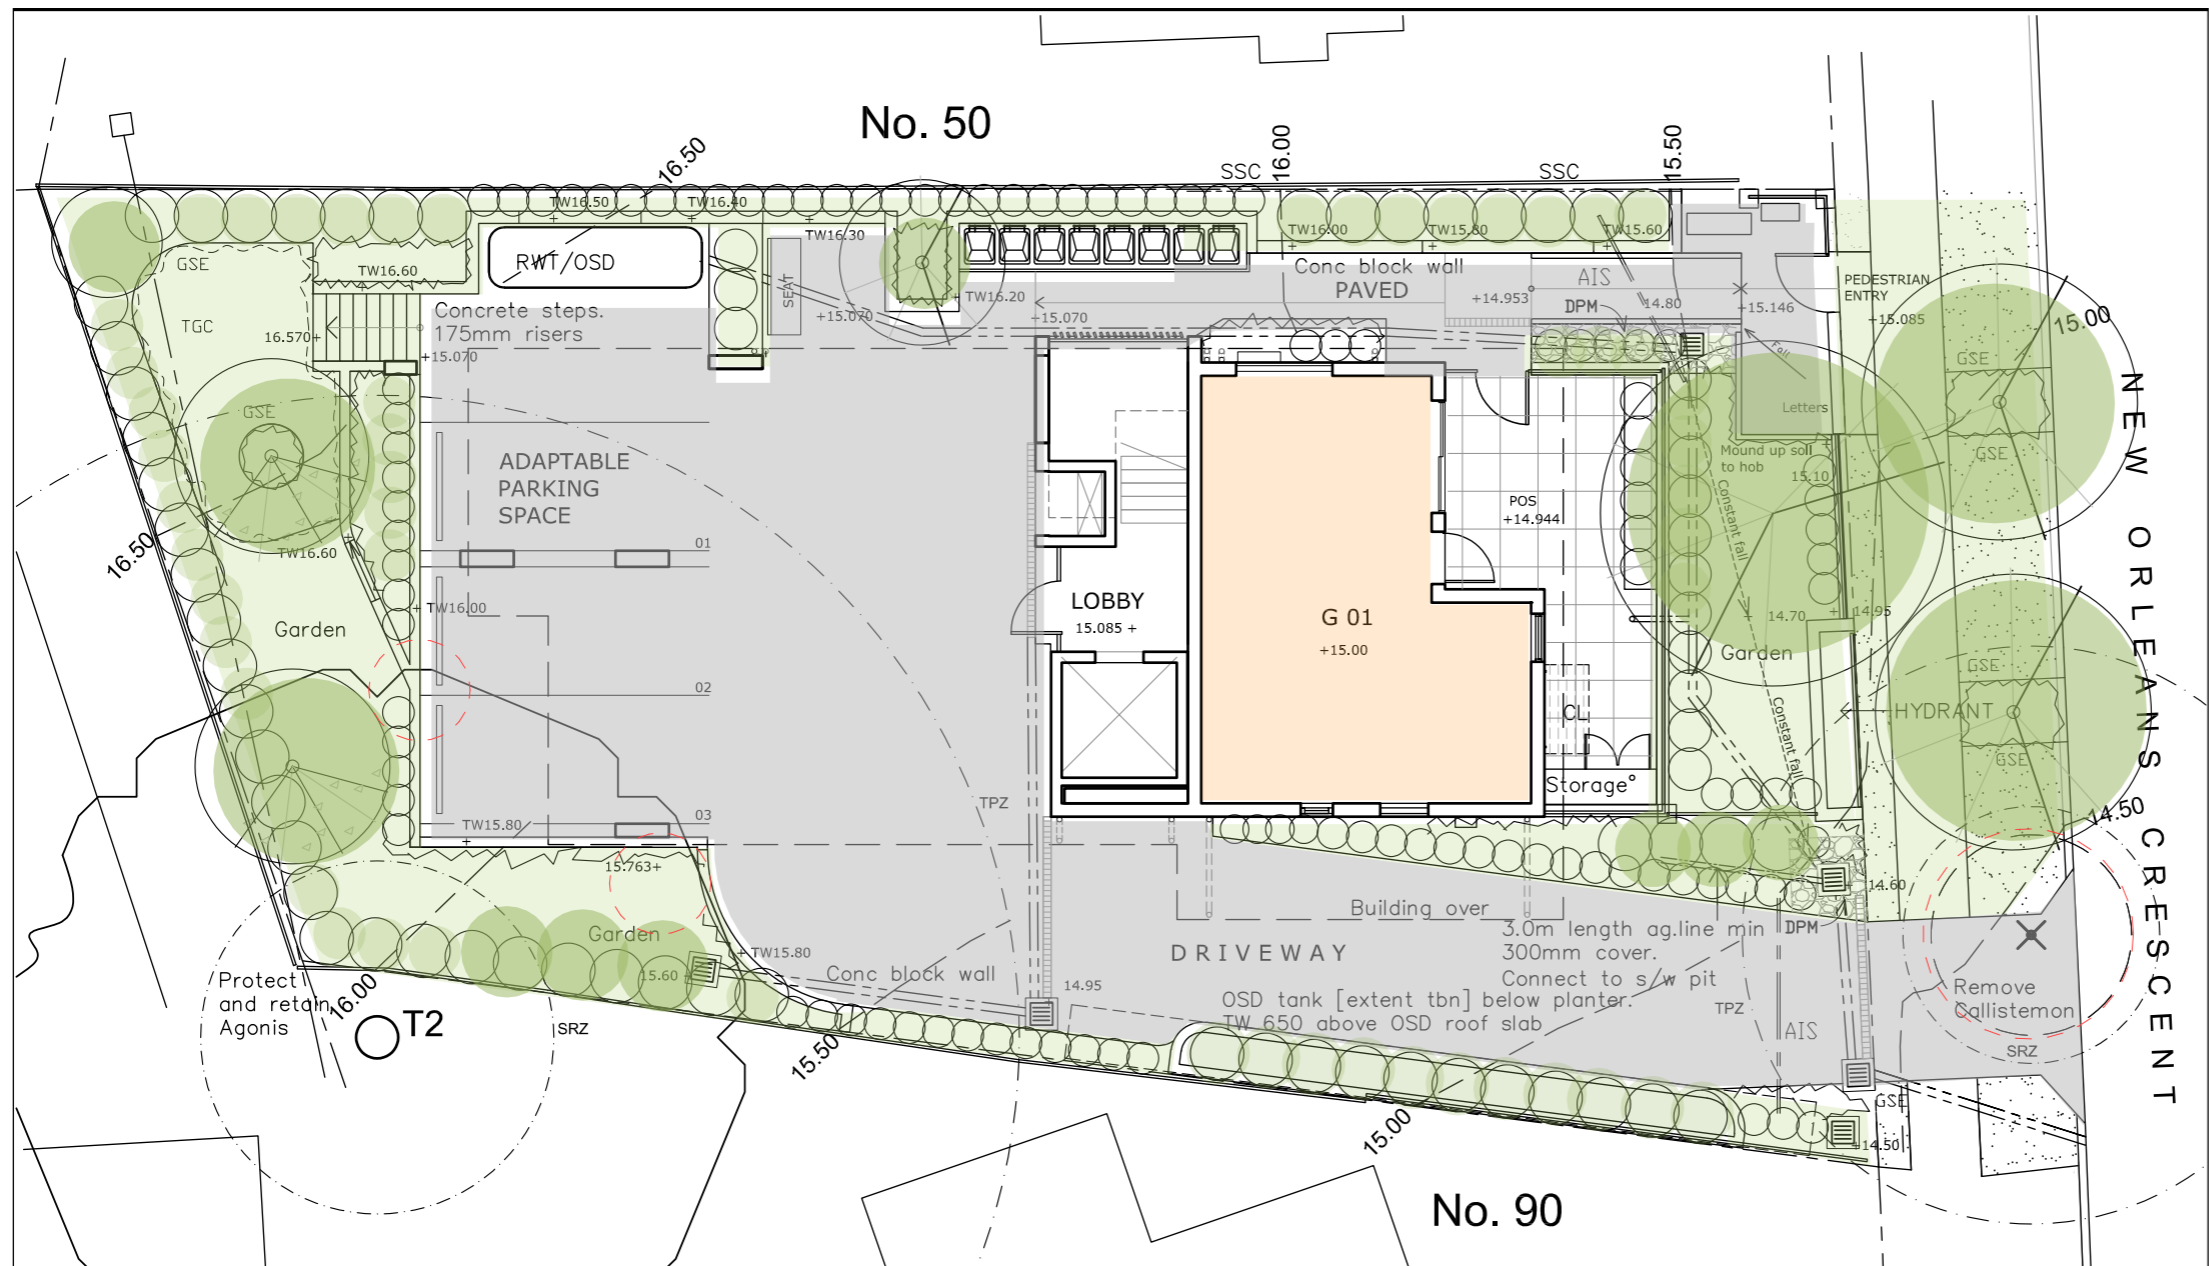 No. 50
16.50
16.00
15.50
SSC
SSC
TW16.50
TW16.40
TW16.30
TW16.00
TW15.80
TW15.60
GSE
TW16.60
RWT/OSD
SEAT
Conc block wall
PAVED
AIS
DPM
14.80
+14.953
+15.146
PEDESTRIAN
ENTRY
+15.085
15.00
TGC
16.570+
Concrete steps.
175mm risers
+15.070
+15.070
TW16.20
+15.070
Fall
GSE
NEW ORLEANS CRESCENT
GSE
ADAPTABLE
PARKING
SPACE
Letters
Mound up soil
to hob
15.10
GSE
Constant fall
POS
+14.944
16.50
TW16.60
01
+ TW16.00
LOBBY
15.085 +
G 01
+15.00
+ 14.70
+ 14.95
Garden
Garden
GSE
02
CL
HYDRANT
Constant fall
GSE
Storage°
TPZ
TW15.80
03
14.50
15.763+
14.60
Building over
Garden
3.0m length ag.line min
300mm cover.
Connect to s/w pit
DPM
DRIVEWAY
+ TW15.80
15.60 +
Conc block wall
14.95
Protect
and retain
Agonis
16.00
T2
SRZ
OSD tank [extent tbn] below planter.
TW 650 above OSD roof slab
TPZ
AIS
Remove
Callistemon
SRZ
15.50
15.00
GSE
+14.50
No. 90